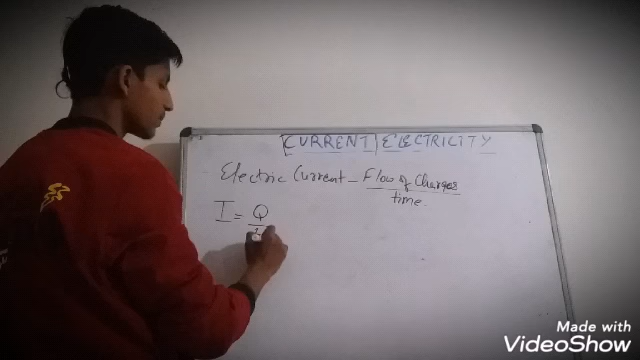 CURRENT ELECTRICITY
Electric Current - Flow of Charges
time.
I = Q
t
Made with
VideoShow